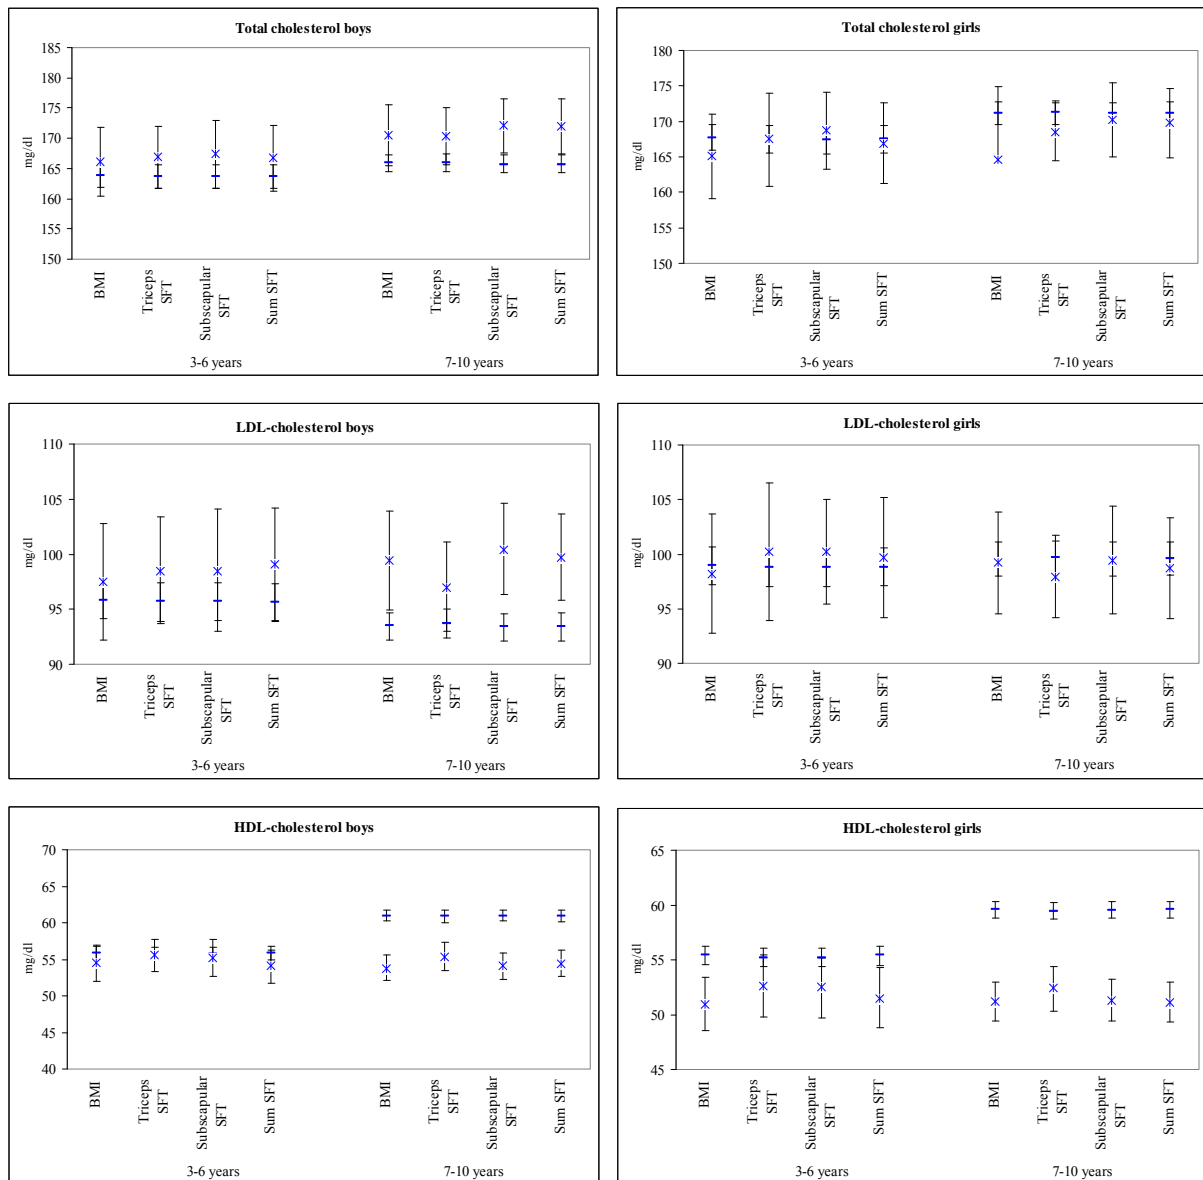 Total cholesterol boys
185
180
175
170
165
160
155
150
mg/dl
BMI
Triceps
SFT
Subscapular
SFT
Sum SFT
BMI
Triceps
SFT
Subscapular
SFT
Sum SFT
3-6 years 7-10 years
Total cholesterol girls
180
175
170
165
160
155
150
mg/dl
BMI
Triceps
SFT
Subscapular
SFT
Sum SFT
BMI
Triceps
SFT
Subscapular
SFT
Sum SFT
3-6 years 7-10 years
LDL-cholesterol boys
110
105
100
95
90
mg/dl
BMI
Triceps
SFT
Subscapular
SFT
Sum SFT
BMI
Triceps
SFT
Subscapular
SFT
Sum SFT
3-6 years 7-10 years
LDL-cholesterol girls
110
105
100
95
90
mg/dl
BMI
Triceps
SFT
Subscapular
SFT
Sum SFT
BMI
Triceps
SFT
Subscapular
SFT
Sum SFT
3-6 years 7-10 years
HDL-cholesterol boys
70
65
60
55
50
45
40
mg/dl
BMI
Triceps
SFT
Subscapular
SFT
Sum SFT
BMI
Triceps
SFT
Subscapular
SFT
Sum SFT
3-6 years 7-10 years
HDL-cholesterol girls
65
60
55
50
45
mg/dl
BMI
Triceps
SFT
Subscapular
SFT
Sum SFT
BMI
Triceps
SFT
Subscapular
SFT
Sum SFT
3-6 years 7-10 years